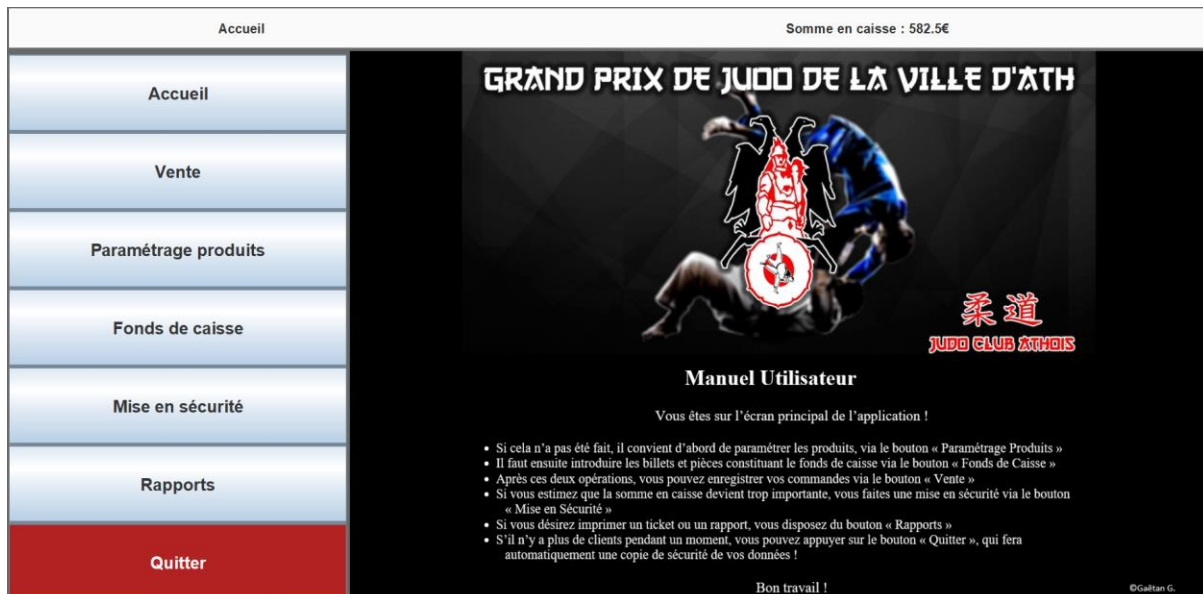 Accueil
Somme en caisse : 582.5€
Accueil
Vente
Paramétrage produits
Fonds de caisse
Mise en sécurité
Rapports
Quitter
GRAND PRIX DE JUDO DE LA VILLE D'ATH
柔道
JUDO CLUB ATHOIS
Manuel Utilisateur
Vous êtes sur l’écran principal de l’application !
• Si cela n’a pas été fait, il convient d’abord de paramétrer les produits, via le bouton « Paramétrage Produits »
• Il faut ensuite introduire les billets et pièces constituant le fonds de caisse via le bouton « Fonds de Caisse »
• Après ces deux opérations, vous pouvez enregistrer vos commandes via le bouton « Vente »
• Si vous estimez que la somme en caisse devient trop importante, vous faites une mise en sécurité via le bouton
« Mise en Sécurité »
• Si vous désirez imprimer un ticket ou un rapport, vous disposez du bouton « Rapports »
• S’il n’y a plus de clients pendant un moment, vous pouvez appuyer sur le bouton « Quitter », qui fera
automatiquement une copie de sécurité de vos données !
Bon travail !
©Gaëtan G.